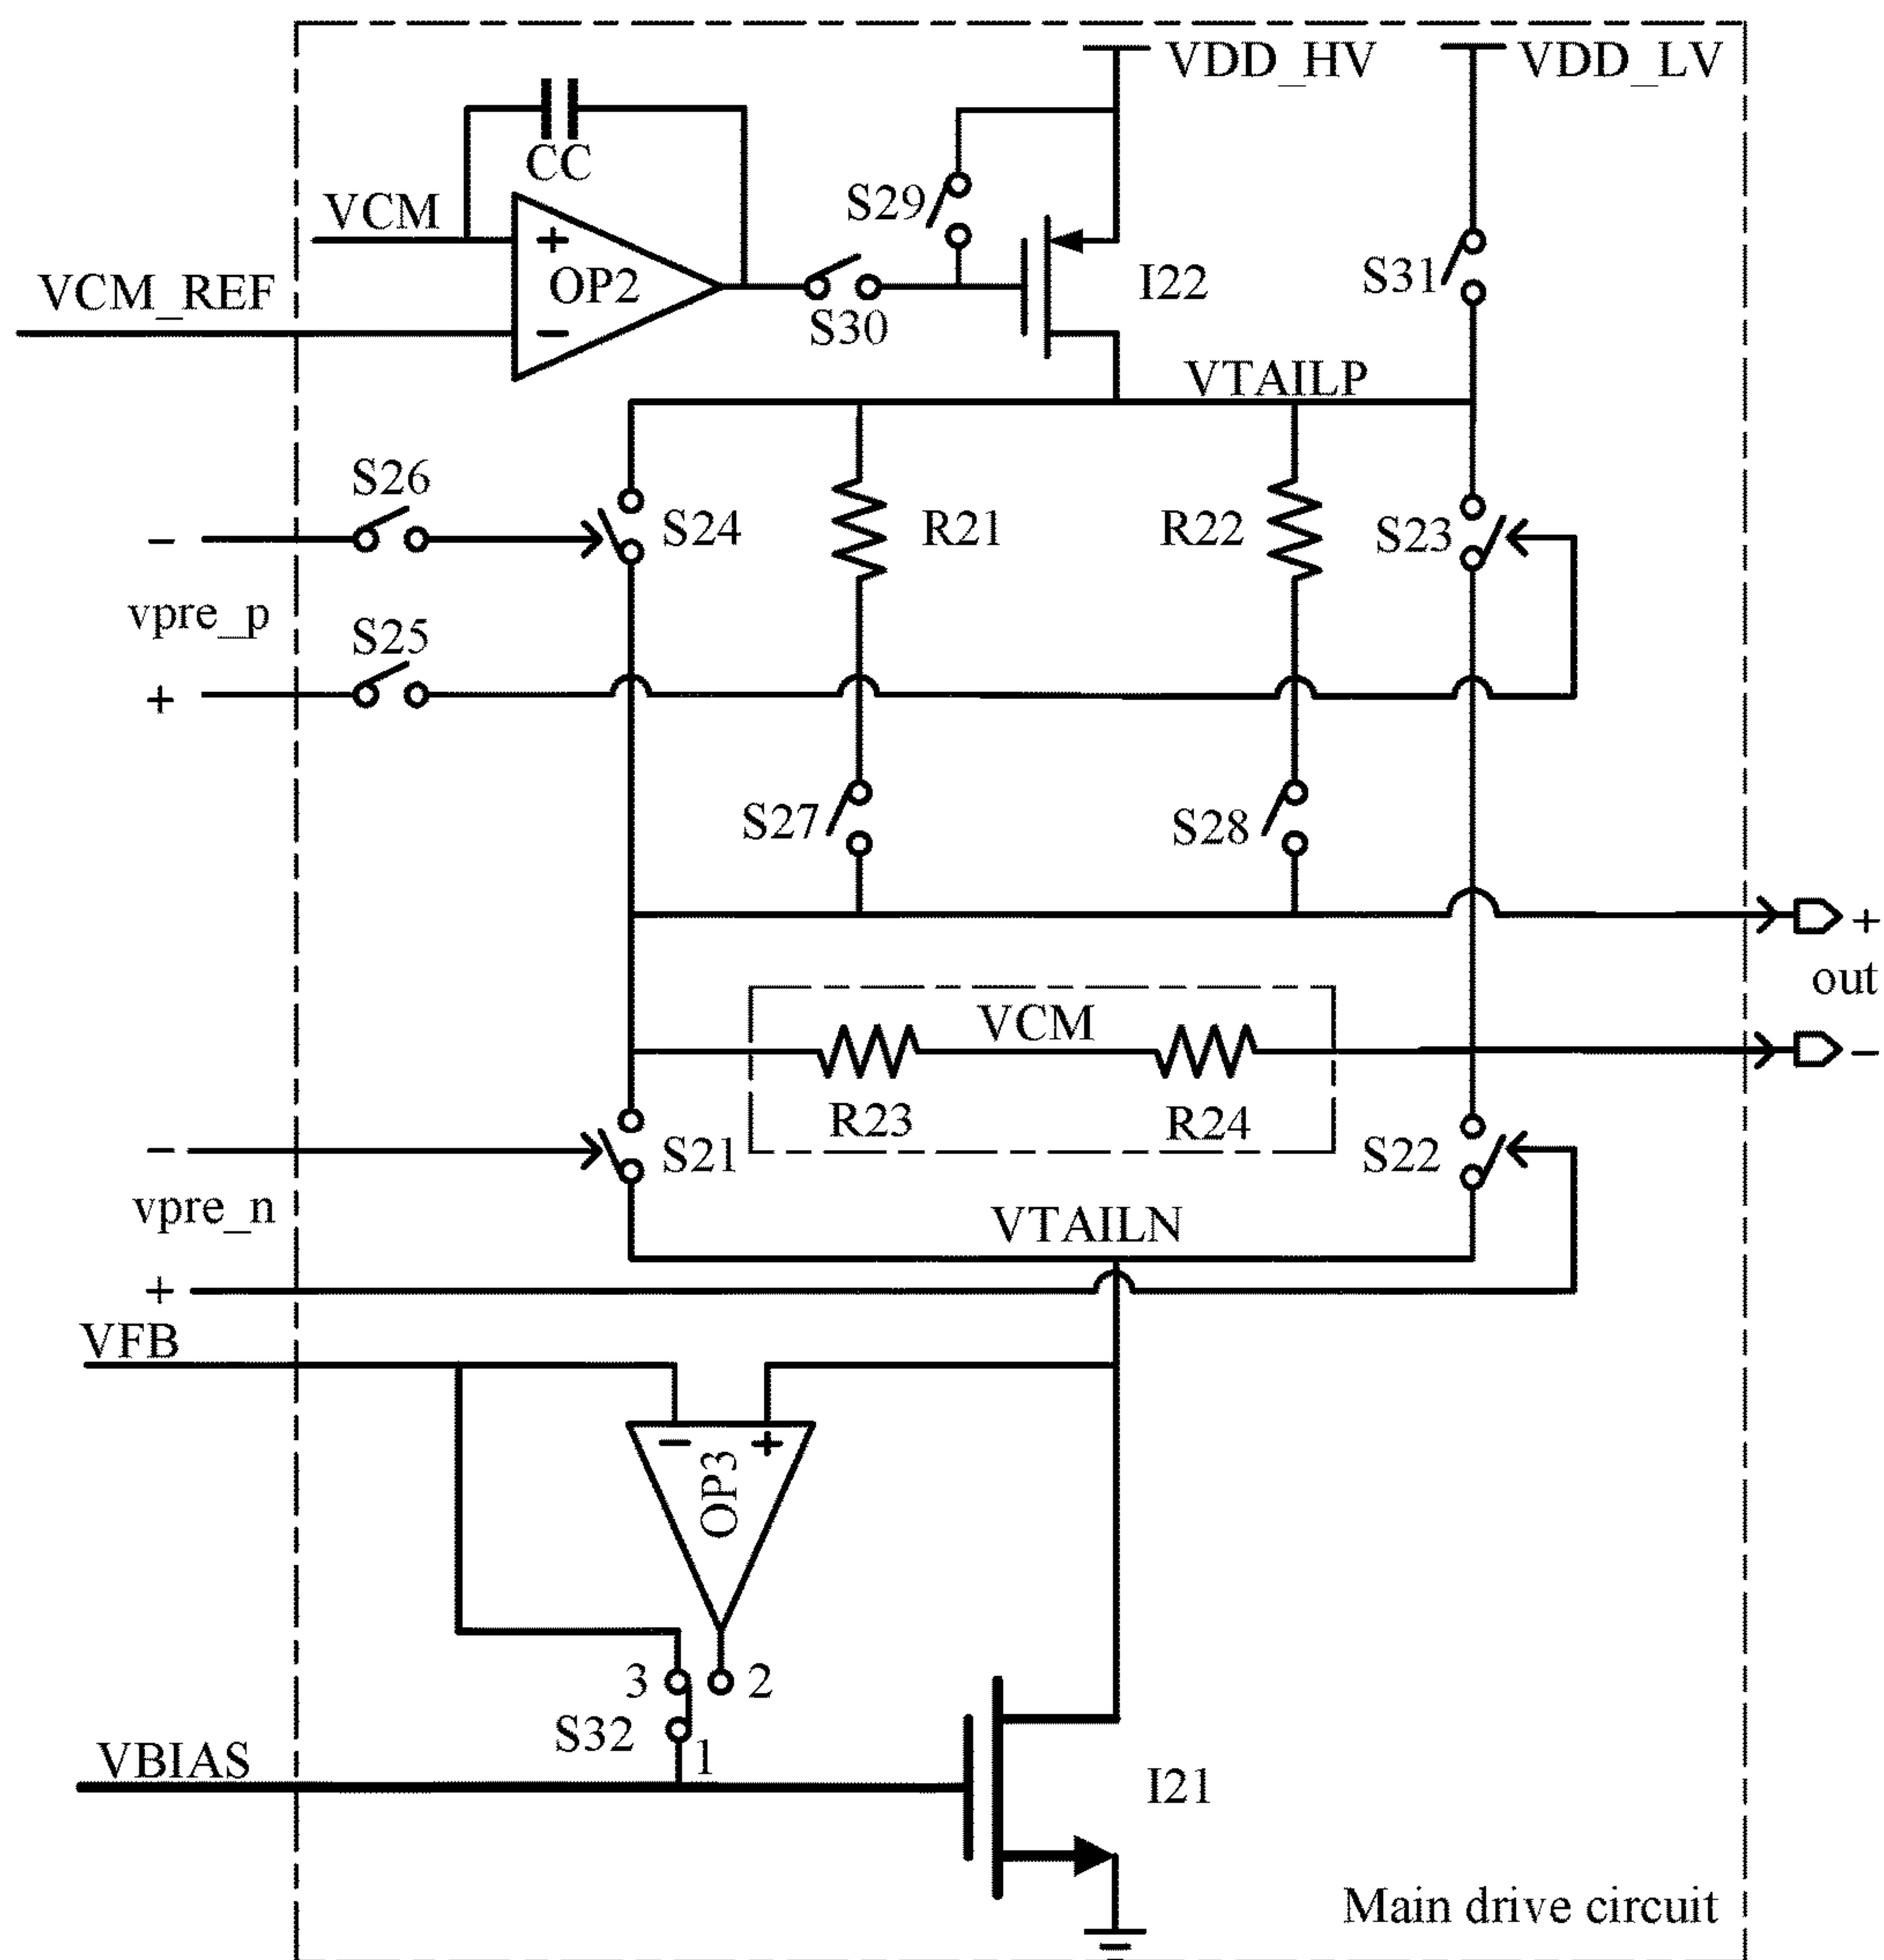 VDD_HV
VDD_LV
CC
VCM
S29
+
OP2
I22
S31
VCM_REF
−
S30
VTAILP
S26
−
S24
R21
R22
S23
vpre_p
S25
+
S27
S28
+
out
VCM
−
R23
R24
−
S21
S22
vpre_n
VTAILN
+
VFB
− +
OP3
3
2
S32
1
VBIAS
I21
Main drive circuit